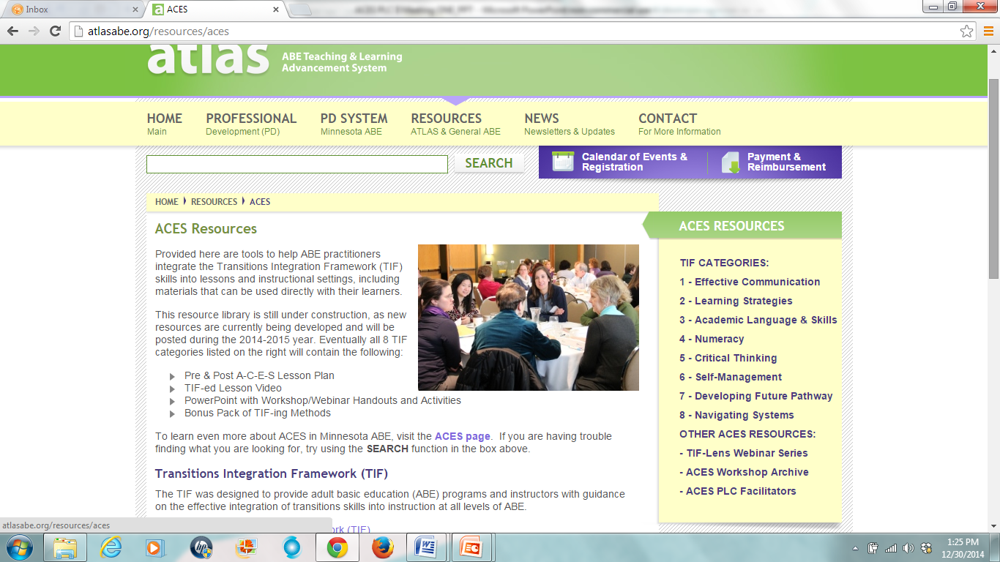 Inbox
ACES
ACES PLC II Meeting ONE_PPT - Microsoft PowerPoint non-commercial use
atlasabe.org/resources/aces
atlas
ABE Teaching & Learning
Advancement System
HOME
Main
PROFESSIONAL
Development (PD)
PD SYSTEM
Minnesota ABE
RESOURCES
ATLAS & General ABE
NEWS
Newsletters & Updates
CONTACT
For More Information
SEARCH
Calendar of Events &
Registration
Payment &
Reimbursement
HOME RESOURCES ACES
ACES Resources
Provided here are tools to help ABE practitioners
integrate the Transitions Integration Framework (TIF)
skills into lessons and instructional settings, including
materials that can be used directly with their learners.
This resource library is still under construction, as new
resources are currently being developed and will be
posted during the 2014-2015 year. Eventually all 8 TIF
categories listed on the right will contain the following:
Pre & Post A-C-E-S Lesson Plan
TIF-ed Lesson Video
PowerPoint with Workshop/Webinar Handouts and Activities
Bonus Pack of TIF-ing Methods
To learn even more about ACES in Minnesota ABE, visit the ACES page. If you are having trouble
finding what you are looking for, try using the SEARCH function in the box above.
Transitions Integration Framework (TIF)
The TIF was designed to provide adult basic education (ABE) programs and instructors with guidance
on the effective integration of transitions skills into instruction at all levels of ABE.
(TIF)
ACES RESOURCES
TIF CATEGORIES:
1 - Effective Communication
2 - Learning Strategies
3 - Academic Language & Skills
4 - Numeracy
5 - Critical Thinking
6 - Self-Management
7 - Developing Future Pathway
8 - Navigating Systems
OTHER ACES RESOURCES:
- TIF-Lens Webinar Series
- ACES Workshop Archive
- ACES PLC Facilitators
atlasabe.org/resources/aces
1:25 PM
12/30/2014